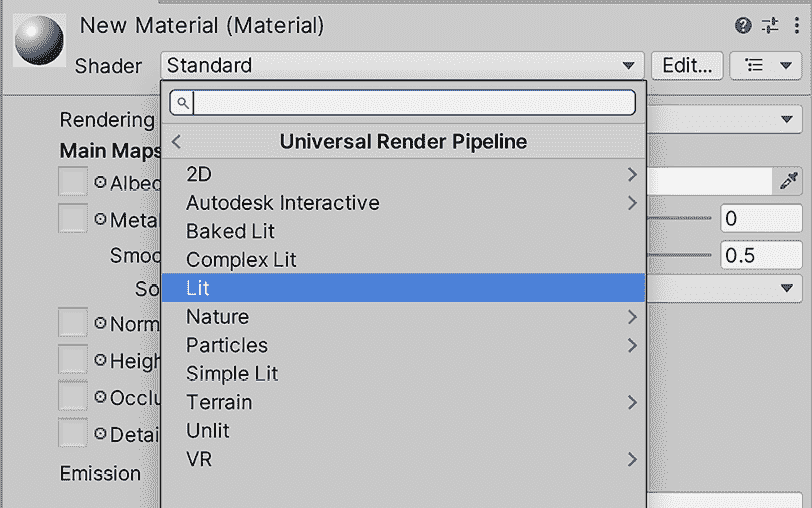 New Material (Material)
Shader Standard Edit...
Universal Render Pipeline
Rendering
Main Maps
Albe
Metal
0
Smoo
0.5
So
Norm
Heigh
Occlu
Detai
Emission
2D
Autodesk Interactive
Baked Lit
Complex Lit
Lit
Nature
Particles
Simple Lit
Terrain
Unlit
VR